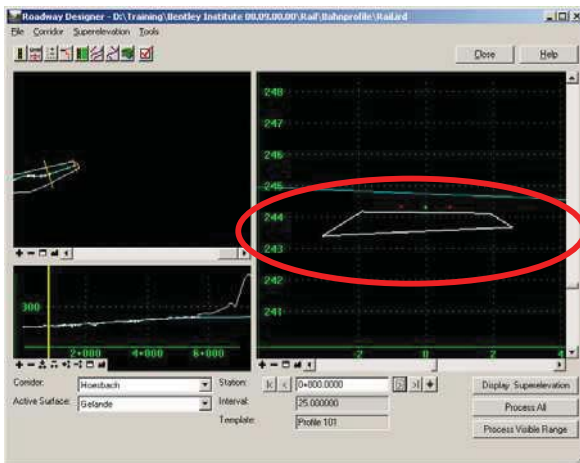 Roadway Designer - D:\Training\Bentley Institute 00.09.00.00\Rail\Bahnprofile\Rail.ird
File Corridor Superelevation Tools
Close Help
248
247
246
245
244
243
242
241
-2 0 2 4
300
2+000 4+000 6+000
Corridor: Hoesbach Station: 0+800.0000 Display Superelevation
Active Surface: Gelande Interval: 25.000000 Process All
Template: Profile 101 Process Visible Range